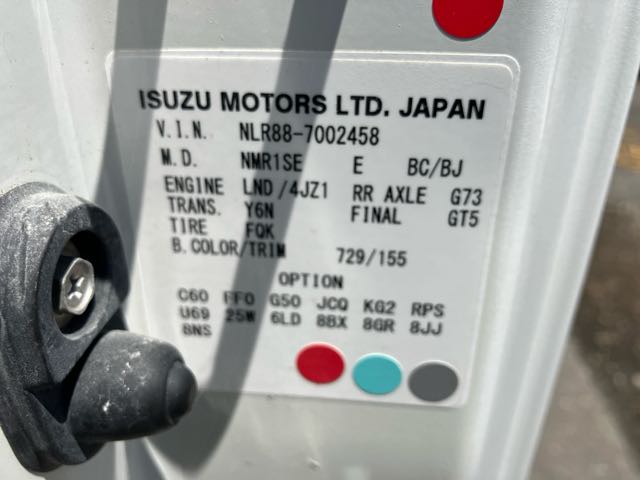 ISUZU MOTORS LTD. JAPAN
V.I.N. NLR88-7002458
M.D. NMR1SE E BC/BJ
ENGINE LND/4JZ1 RR AXLE G73
TRANS. Y6N FINAL GT5
TIRE FQK
B.COLOR/TRIM 729/155
OPTION
C60 FFO G50 JCQ KG2 RPS
U69 25W 6LD 8BX 8GR 8JJ
8NS